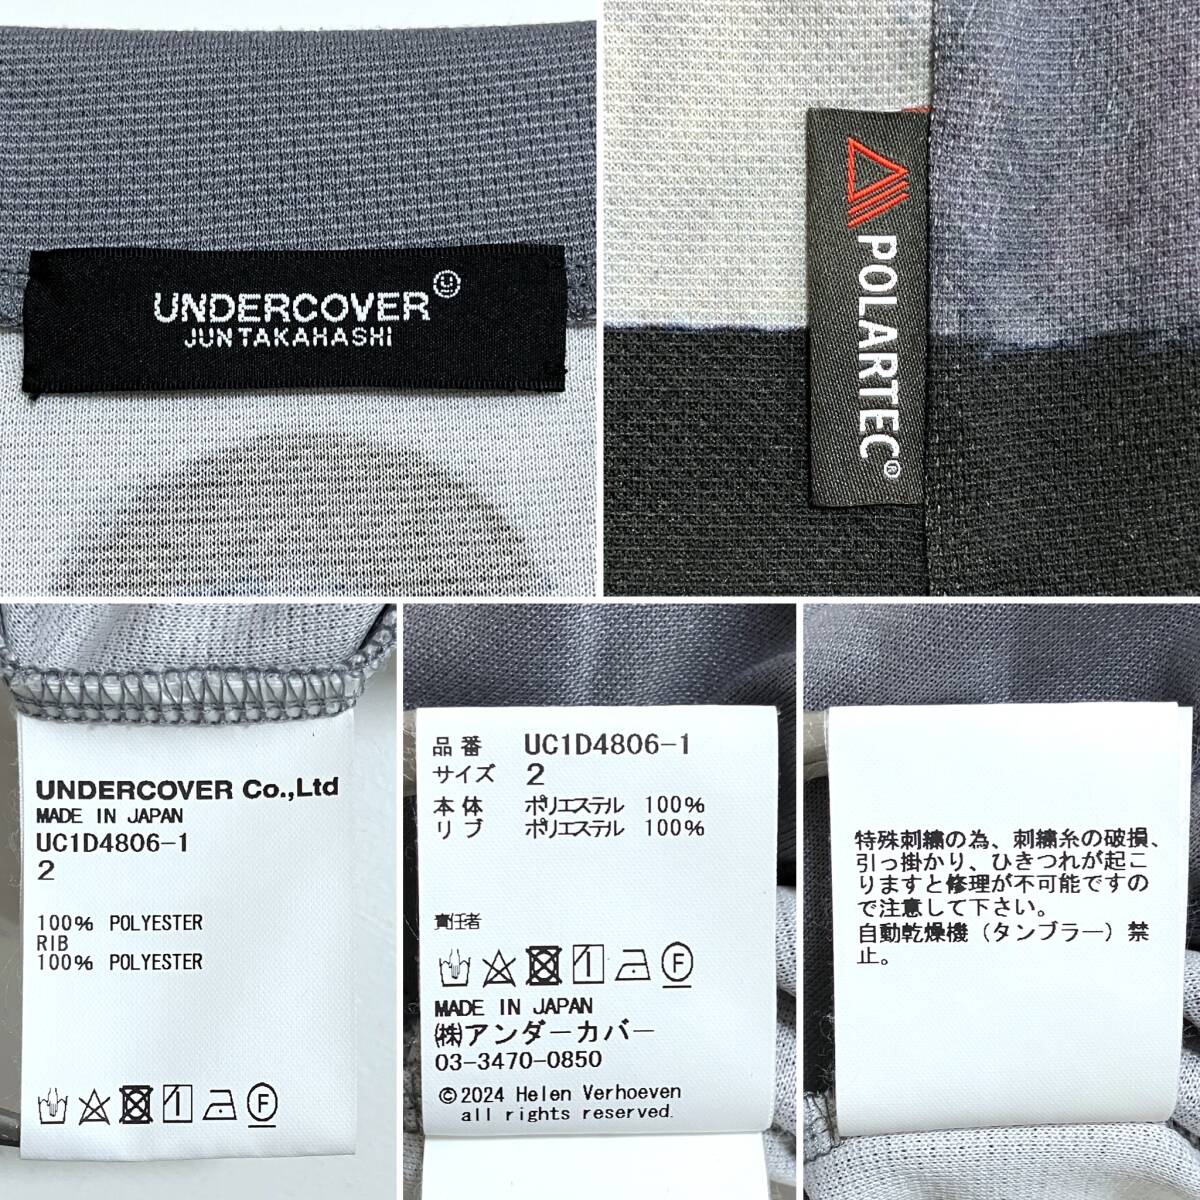 UNDERCOVER
JUN TAKAHASHI
POLARTEC®
UNDERCOVER Co.,Ltd
MADE IN JAPAN
UC1D4806-1
2
100% POLYESTER
RIB
100% POLYESTER
F
品番 UC1D4806-1
サイズ 2
本体 ポリエステル 100%
リブ ポリエステル 100%
責任者
F
MADE IN JAPAN
㈱アンダーカバー
03-3470-0850
©2024 Helen Verhoeven
all rights reserved.
特殊刺繍の為、刺繍糸の破損、
引っ掛かり、ひきつれが起こ
りますと修理が不可能ですの
で注意して下さい。
自動乾燥機（タンブラー）禁
止。